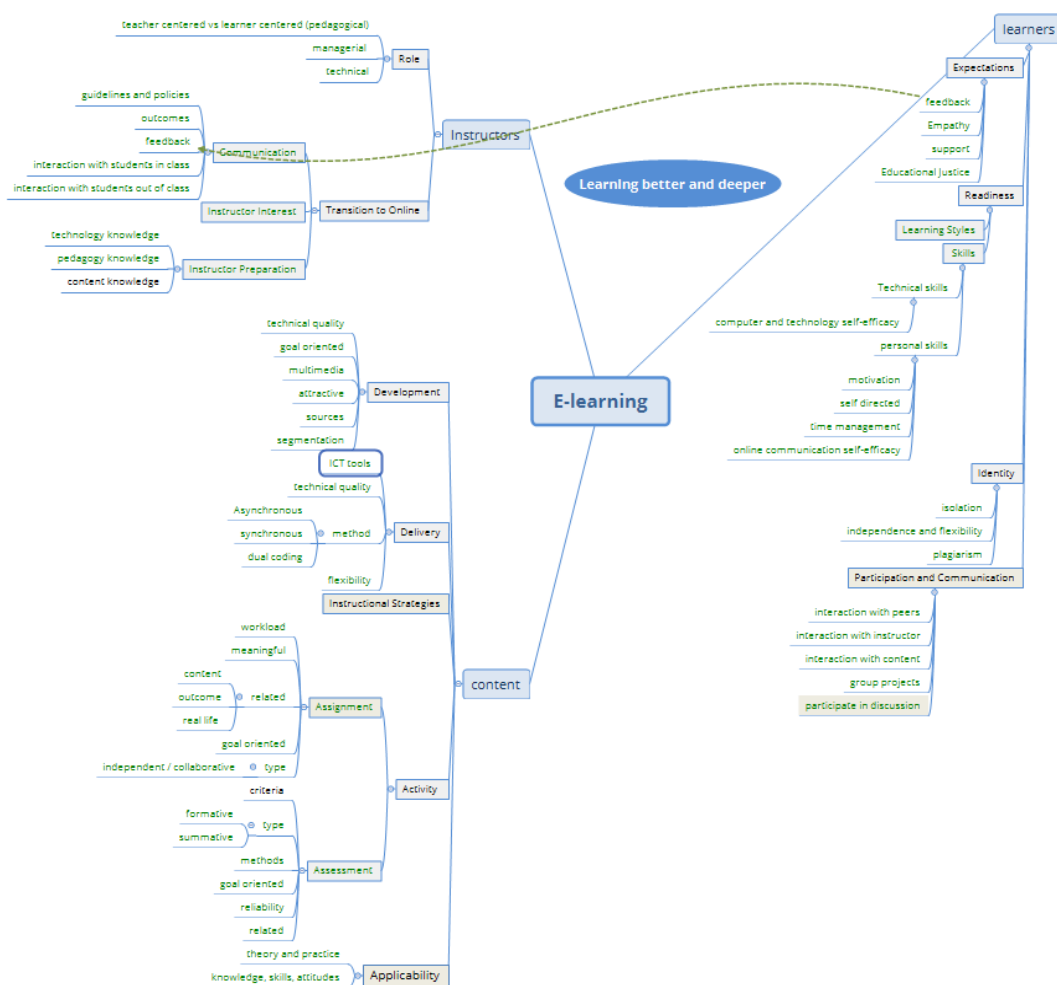 E-learning
Learning better and deeper
Instructors
Role
teacher centered vs learner centered (pedagogical)
managerial
technical
Transition to Online
Communication
guidelines and policies
outcomes
feedback
interaction with students in class
interaction with students out of class
Instructor Interest
Instructor Preparation
technology knowledge
pedagogy knowledge
content knowledge
content
Development
technical quality
goal oriented
multimedia
attractive
sources
segmentation
Delivery
ICT tools
technical quality
method
Asynchronous
synchronous
dual coding
flexibility
Instructional Strategies
Activity
Assignment
workload
meaningful
related
content
outcome
real life
goal oriented
type
independent / collaborative
Assessment
criteria
type
formative
summative
methods
goal oriented
reliability
related
Applicability
theory and practice
knowledge, skills, attitudes
learners
Expectations
feedback
Empathy
support
Educational Justice
Readiness
Learning Styles
Skills
Technical skills
computer and technology self-efficacy
personal skills
motivation
self directed
time management
online communication self-efficacy
Identity
isolation
independence and flexibility
plagiarism
Participation and Communication
interaction with peers
interaction with instructor
interaction with content
group projects
participate in discussion